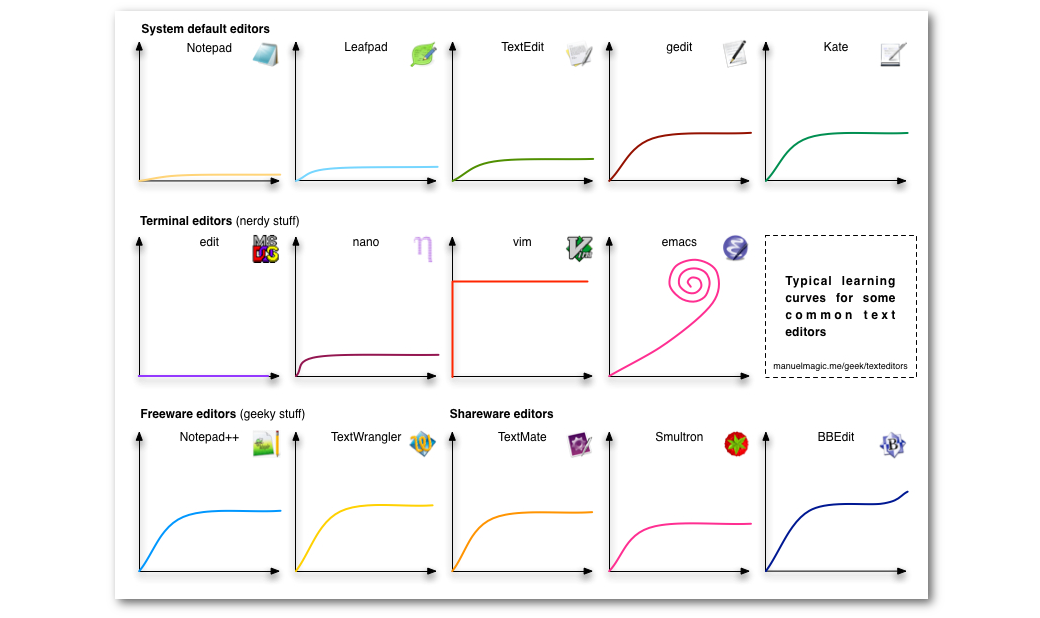 System default editors
Notepad
Leafpad
TextEdit
gedit
Kate
Terminal editors (nerdy stuff)
edit
MS
DOS
nano
η
vim
Vim
emacs
Typical learning
curves for some
common text
editors
manuelmagic.me/geek/texteditors
Freeware editors (geeky stuff)
Shareware editors
Notepad++
TextWrangler
TextMate
Smultron
BBEdit
B